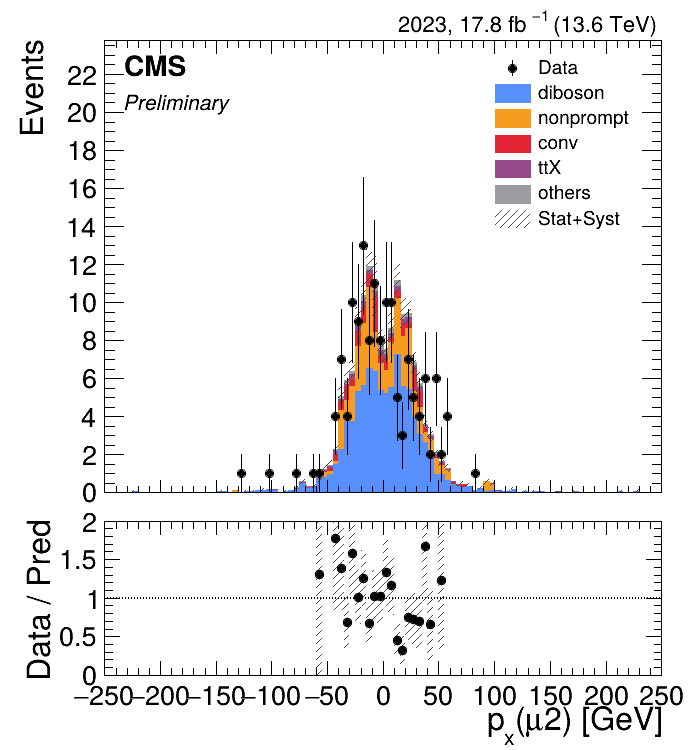 2023, 17.8 fb⁻¹ (13.6 TeV)
CMS
Preliminary
Events
22
20
18
16
14
12
10
8
6
4
2
0
Data
diboson
nonprompt
conv
ttX
others
Stat+Syst
Data / Pred
2
1.5
1
0.5
0
−250 −200 −150 −100 −50 0 50 100 150 200 250
pₓ(μ2) [GeV]